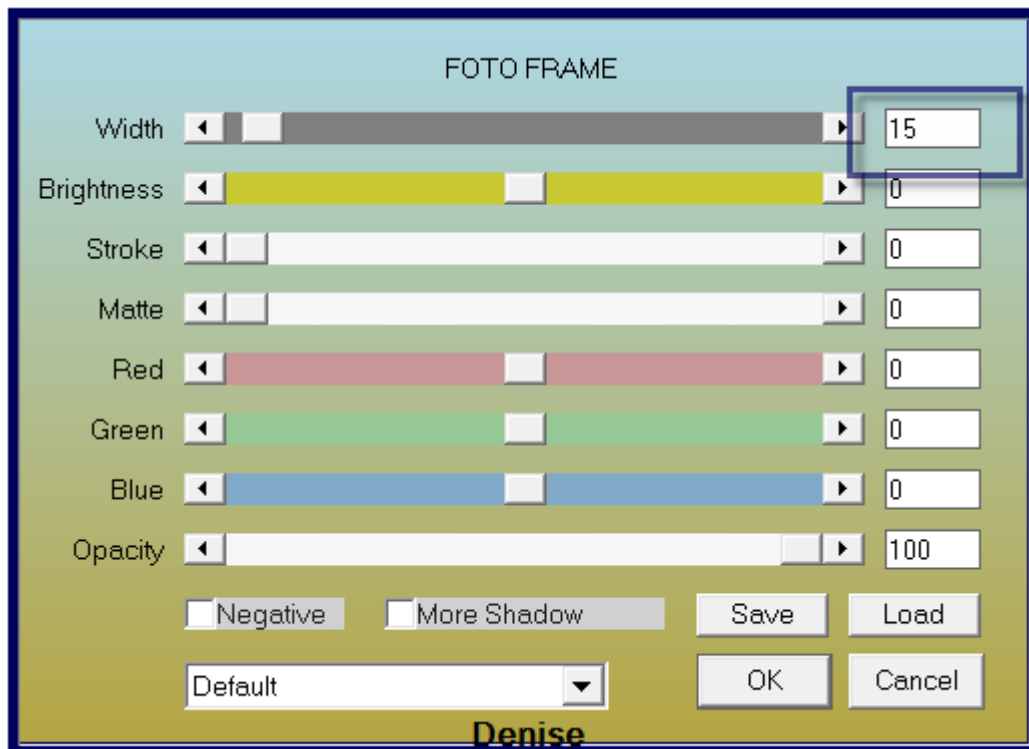 FOTO FRAME
Width 15
Brightness 0
Stroke 0
Matte 0
Red 0
Green 0
Blue 0
Opacity 100
Negative More Shadow Save Load
Default OK Cancel
Denise